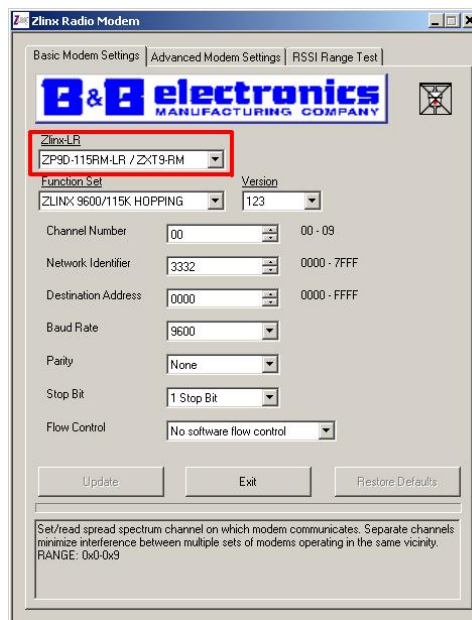 Zlinx Radio Modem
Basic Modem Settings Advanced Modem Settings RSSI Range Test
B&B electronics
MANUFACTURING COMPANY
Zlinx-LR
ZP9D-115RM-LR / ZXT9-RM
Function Set Version
ZLINX 9600/115K HOPPING 123
Channel Number 00 00 - 09
Network Identifier 3332 0000 - 7FFF
Destination Address 0000 0000 - FFFF
Baud Rate 9600
Parity None
Stop Bit 1 Stop Bit
Flow Control No software flow control
Update Exit Restore Defaults
Set/read spread spectrum channel on which modem communicates. Separate channels
minimize interference between multiple sets of modems operating in the same vicinity.
RANGE: 0x0-0x9